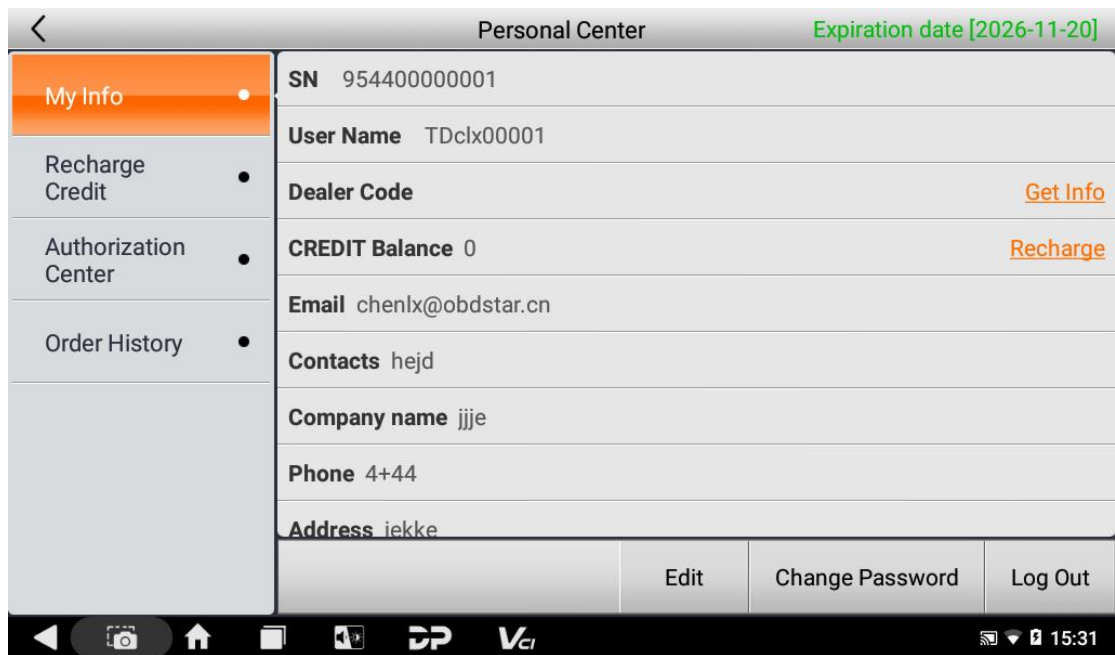 Personal Center
Expiration date [2026-11-20]
My Info
Recharge
Credit
Authorization
Center
Order History
SN 954400000001
User Name TDclx00001
Dealer Code Get Info
CREDIT Balance 0 Recharge
Email chenlx@obdstar.cn
Contacts hejd
Company name jjje
Phone 4+44
Address iekke
Edit Change Password Log Out
DP VCI 15:31